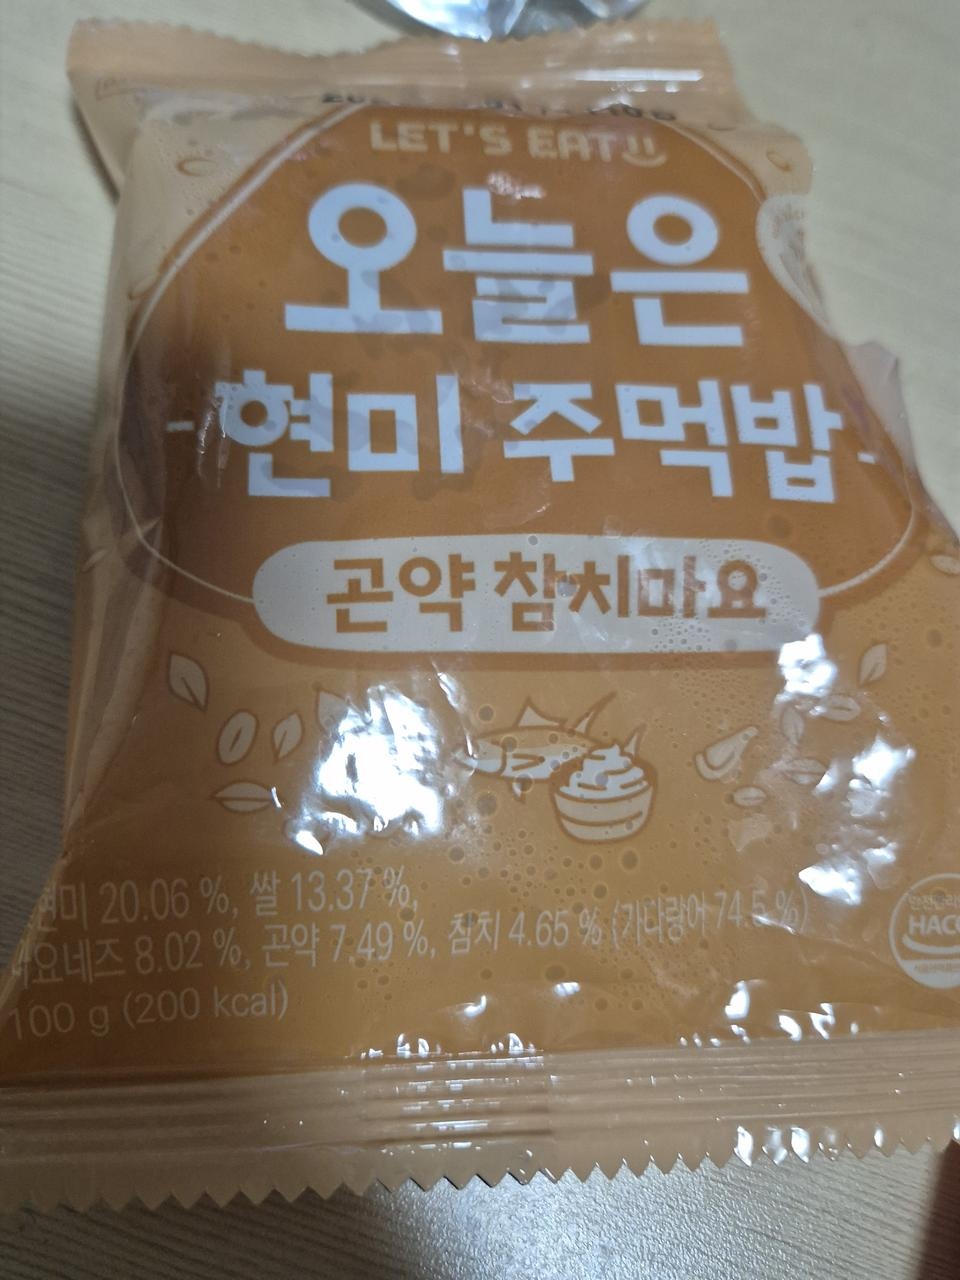 LET'S EAT!!
오늘은
- 현미 주먹밥 -
곤약 참치마요
현미 20.06 %, 쌀 13.37 %,
마요네즈 8.02 %, 곤약 7.49 %, 참치 4.65 % (가다랑어 74.5 %)
100 g (200 kcal)
HACC